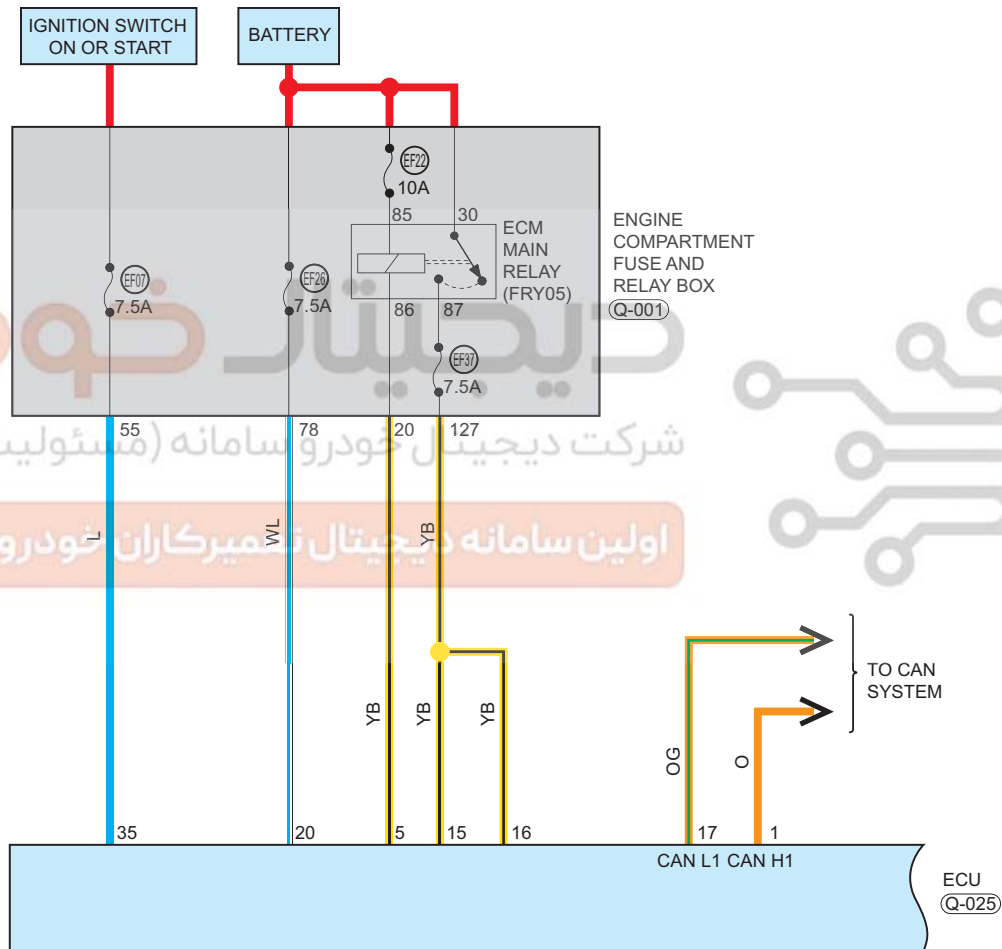 IGNITION SWITCH
ON OR START
BATTERY
EF22
10A
85
30
ECM
MAIN
RELAY
(FRY05)
ENGINE
COMPARTMENT
FUSE AND
RELAY BOX
Q-001
EF07
7.5A
EF26
7.5A
86
87
EF37
7.5A
دیجیتال خو
55
78
20
127
شرکت دیجیتال خودرو سامانه (مسئولیت
L
WL
YB
اولین سامانه دیجیتال تعمیرکاران خودرو
TO CAN
SYSTEM
YB
YB
YB
OG
O
35
20
5
15
16
17
1
CAN L1
CAN H1
ECU
Q-025